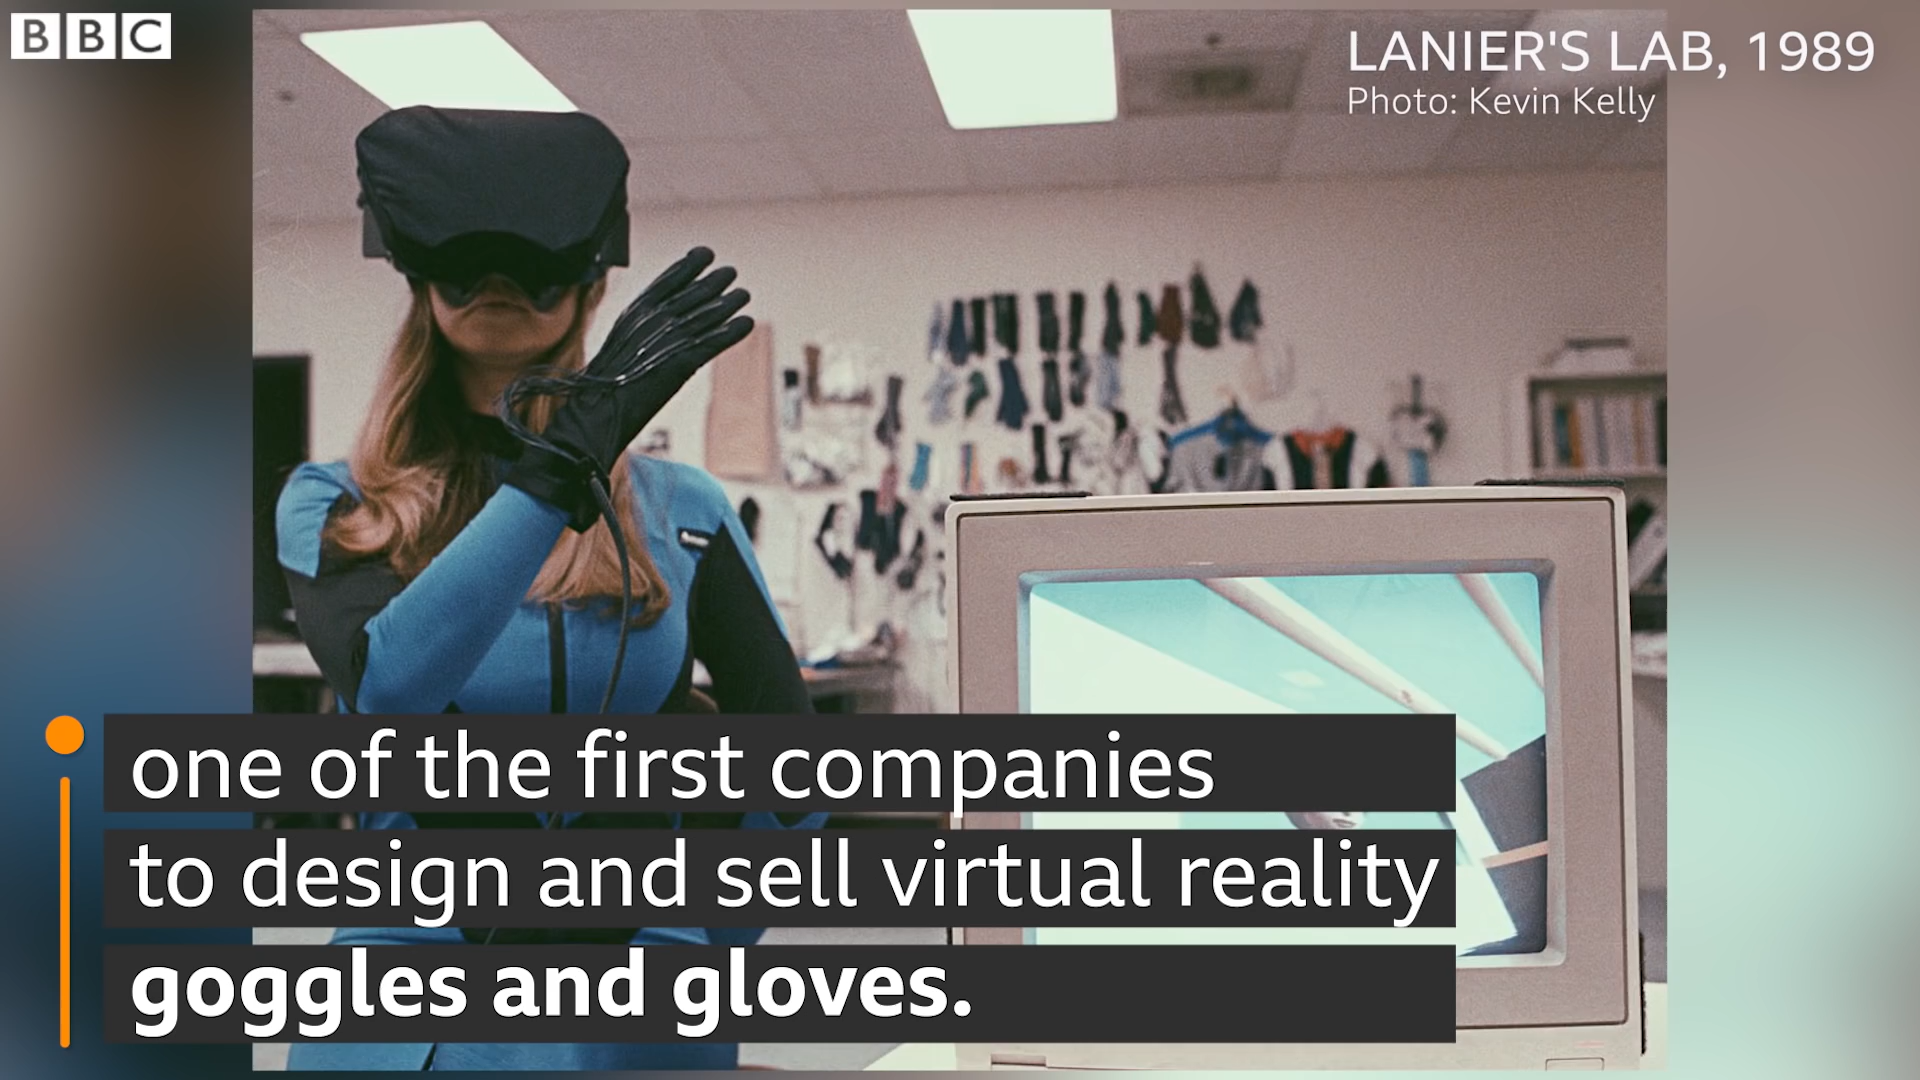 BBC
LANIER'S LAB, 1989
Photo: Kevin Kelly
one of the first companies
to design and sell virtual reality
goggles and gloves.